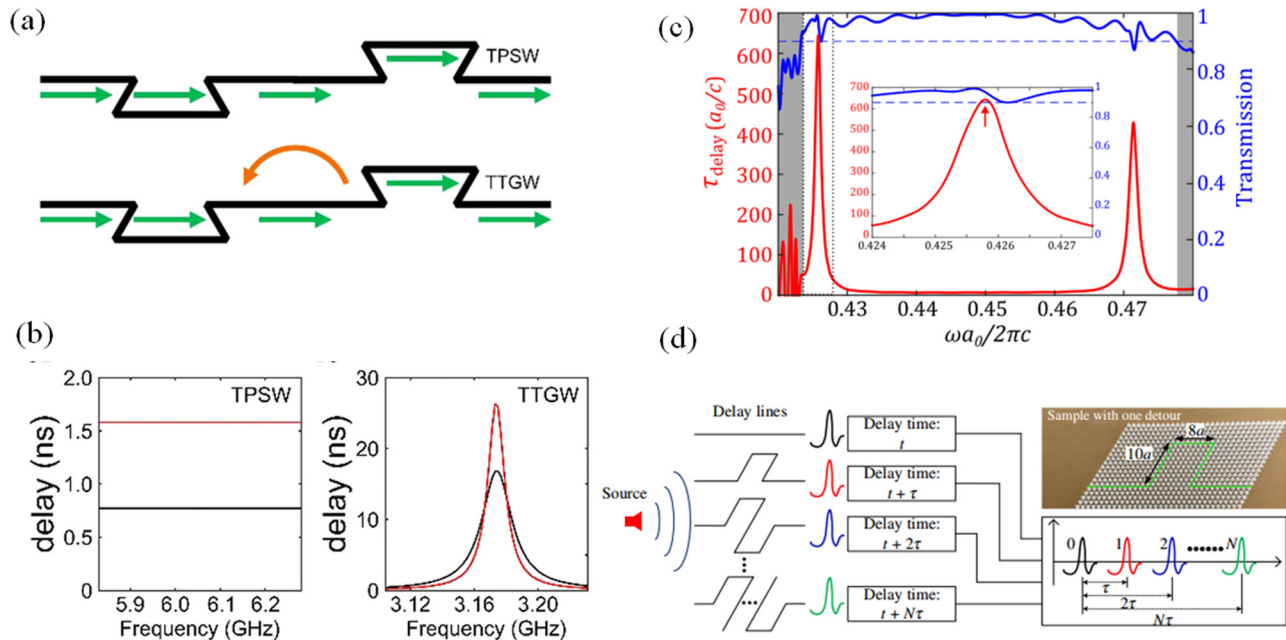 (a)
TPSW
TTGW
(b)
delay (ns)
2.0
1.5
1.0
0.5
0
TPSW
5.9 6.0 6.1 6.2
Frequency (GHz)
delay (ns)
30
20
10
0
TTGW
3.12 3.16 3.20
Frequency (GHz)
(c)
τdelay (a0/c)
700
600
500
400
300
200
100
0
700
600
500
400
300
200
100
0
0.424 0.425 0.426 0.427
1
0.8
0.6
0.4
0.2
0
0.43 0.44 0.45 0.46 0.47
ωa0/2πc
1
0.8
0.6
0.4
0.2
0
Transmission
(d)
Delay lines
Source
Delay time:
t
Delay time:
t + τ
Delay time:
t + 2τ
Delay time:
t + Nτ
Sample with one detour
8a
10a
0 1 2 N
τ
2τ
Nτ